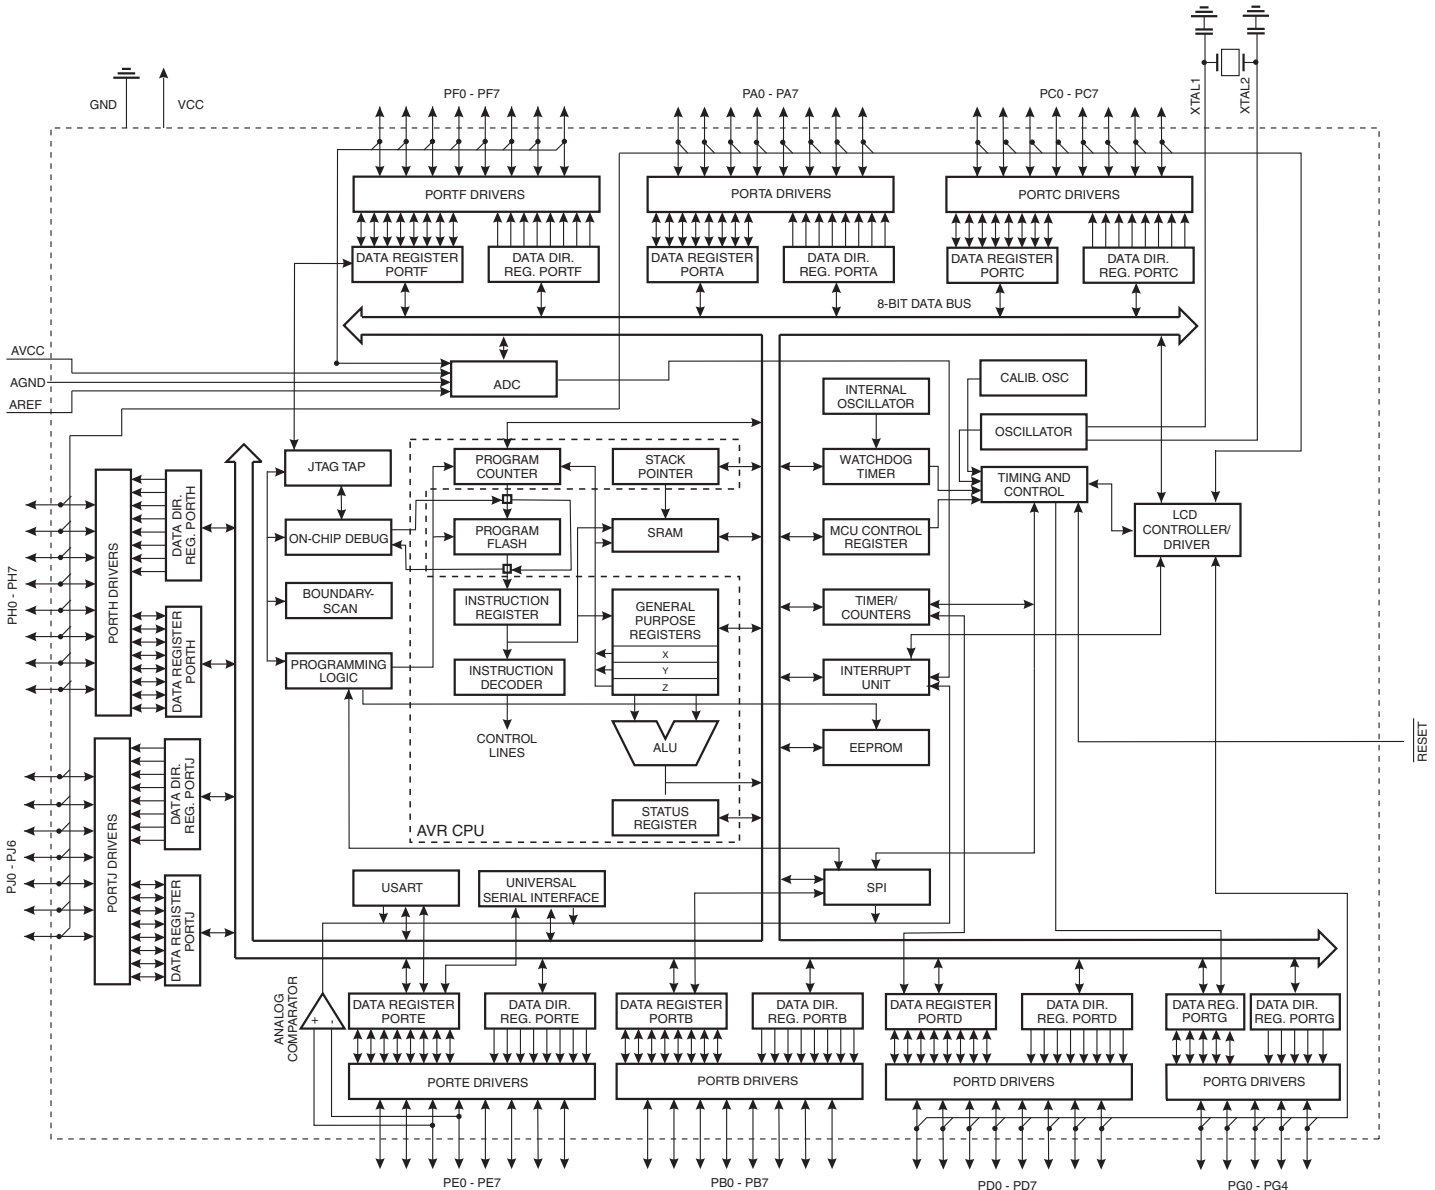 XTAL1
XTAL2
GND
VCC
PF0 - PF7
PA0 - PA7
PC0 - PC7
PORTF DRIVERS
PORTA DRIVERS
PORTC DRIVERS
DATA REGISTER
PORTF
DATA DIR.
REG. PORTF
DATA REGISTER
PORTA
DATA DIR.
REG. PORTA
DATA REGISTER
PORTC
DATA DIR.
REG. PORTC
8-BIT DATA BUS
AVCC
AGND
AREF
ADC
CALIB. OSC
INTERNAL
OSCILLATOR
OSCILLATOR
JTAG TAP
PROGRAM
COUNTER
STACK
POINTER
WATCHDOG
TIMER
TIMING AND
CONTROL
LCD
CONTROLLER/
DRIVER
ON-CHIP DEBUG
PROGRAM
FLASH
SRAM
MCU CONTROL
REGISTER
BOUNDARY-
SCAN
INSTRUCTION
REGISTER
GENERAL
PURPOSE
REGISTERS
X
Y
Z
TIMER/
COUNTERS
PROGRAMMING
LOGIC
INSTRUCTION
DECODER
INTERRUPT
UNIT
CONTROL
LINES
ALU
EEPROM
RESET
STATUS
REGISTER
AVR CPU
PH0 - PH7
PORTH DRIVERS
DATA DIR.
REG. PORTH
DATA REGISTER
PORTH
PJ0 - PJ6
PORTJ DRIVERS
DATA DIR.
REG. PORTJ
DATA REGISTER
PORTJ
USART
UNIVERSAL
SERIAL INTERFACE
SPI
ANALOG
COMPARATOR
+
-
DATA REGISTER
PORTE
DATA DIR.
REG. PORTE
DATA REGISTER
PORTB
DATA DIR.
REG. PORTB
DATA REGISTER
PORTD
DATA DIR.
REG. PORTD
DATA REG.
PORTG
DATA DIR.
REG. PORTG
PORTE DRIVERS
PORTB DRIVERS
PORTD DRIVERS
PORTG DRIVERS
PE0 - PE7
PB0 - PB7
PD0 - PD7
PG0 - PG4